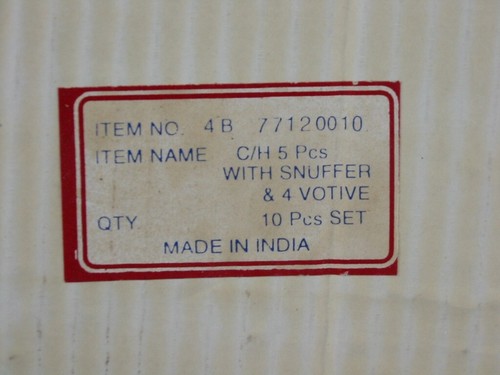 ITEM NO. 4B 77120010
ITEM NAME C/H 5 Pcs
WITH SNUFFER
& 4 VOTIVE
QTY 10 Pcs SET
MADE IN INDIA